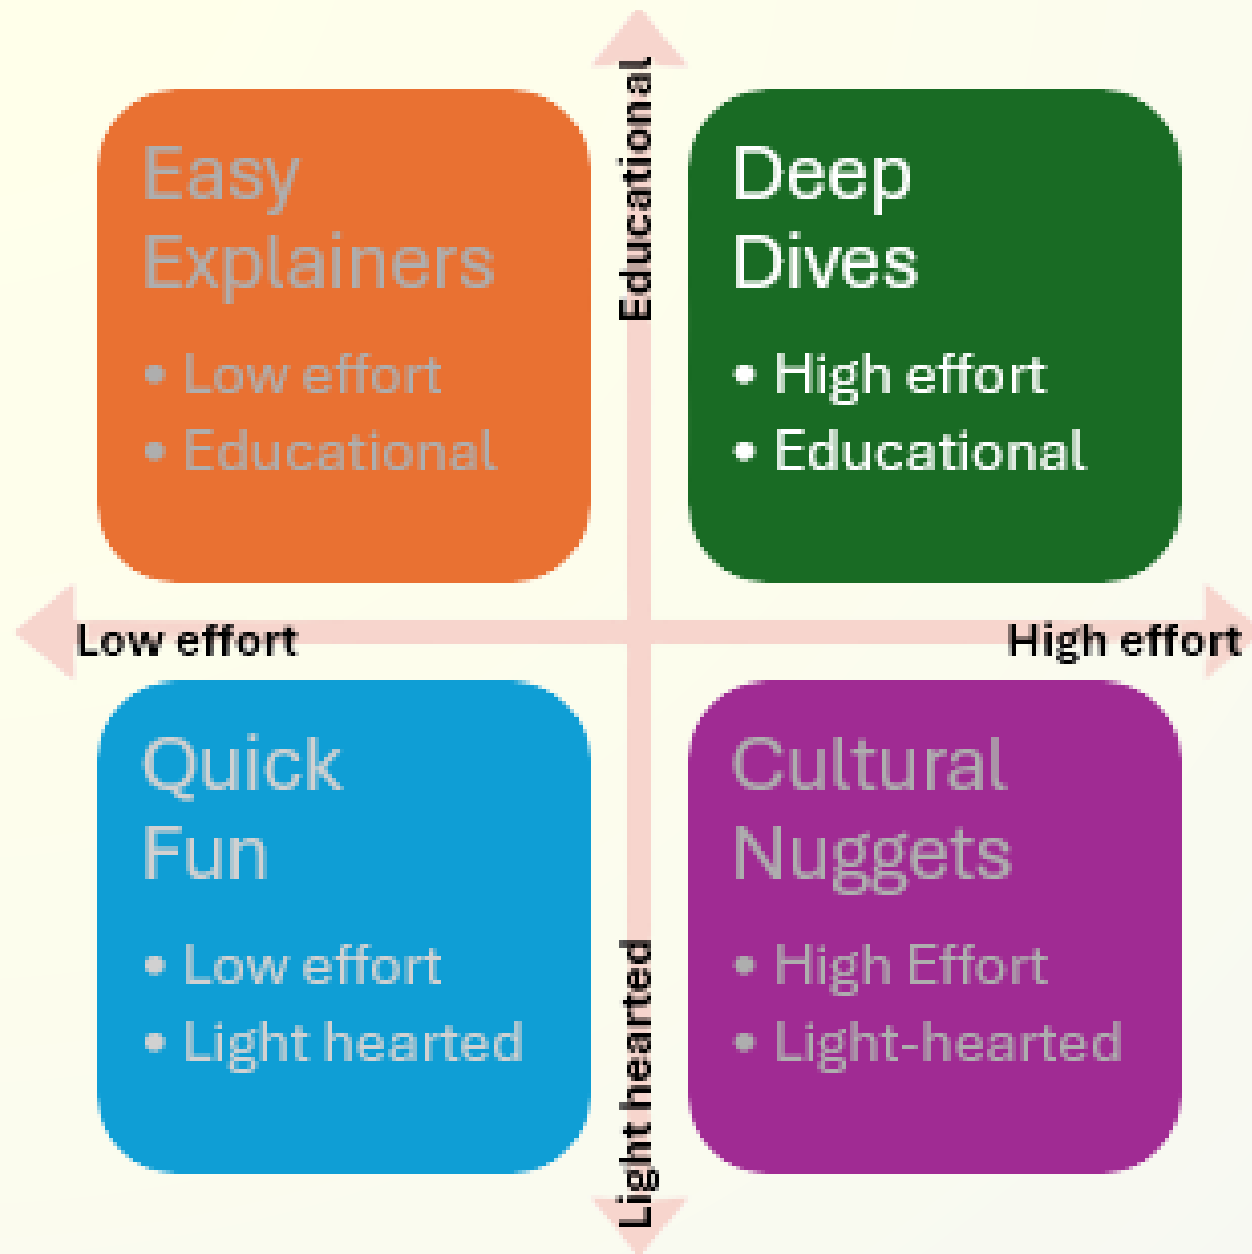 Educational
Easy
Explainers
• Low effort
• Educational
Deep
Dives
• High effort
• Educational
Low effort
High effort
Quick
Fun
• Low effort
• Light hearted
Cultural
Nuggets
• High Effort
• Light-hearted
Light hearted